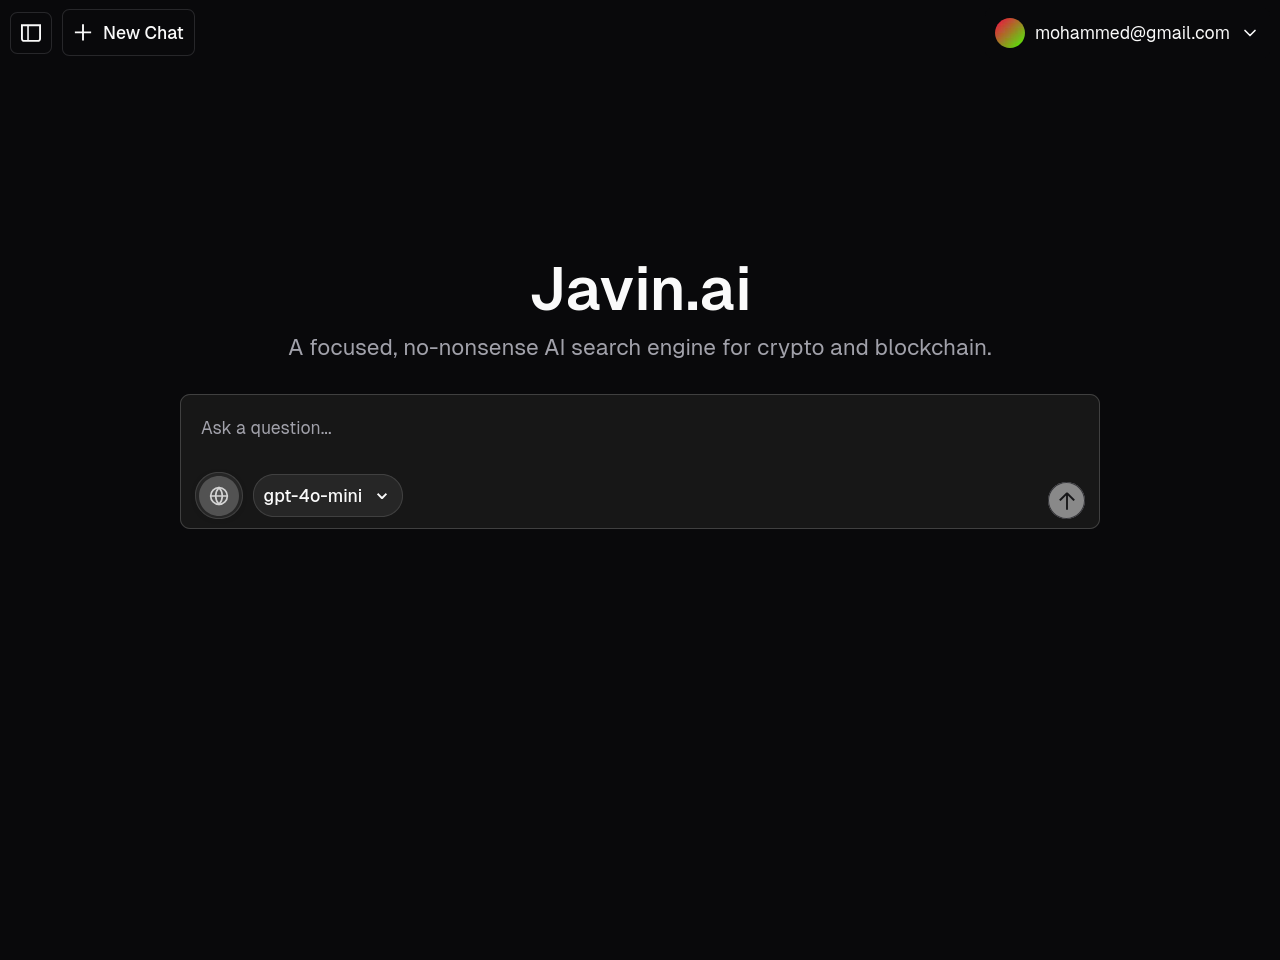 New Chat
mohammed@gmail.com
Javin.ai
A focused, no-nonsense AI search engine for crypto and blockchain.
Ask a question...
gpt-4o-mini